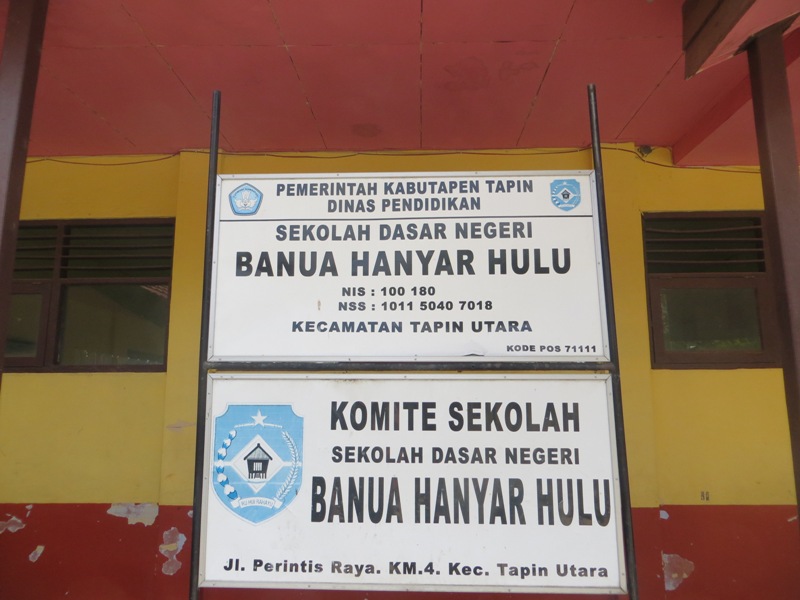 PEMERINTAH KABUTAPEN TAPIN
DINAS PENDIDIKAN
SEKOLAH DASAR NEGERI
BANUA HANYAR HULU
NIS : 100 180
NSS : 1011 5040 7018
KECAMATAN TAPIN UTARA
KODE POS 71111
KOMITE SEKOLAH
SEKOLAH DASAR NEGERI
BANUA HANYAR HULU
Jl. Perintis Raya. KM.4. Kec. Tapin Utara